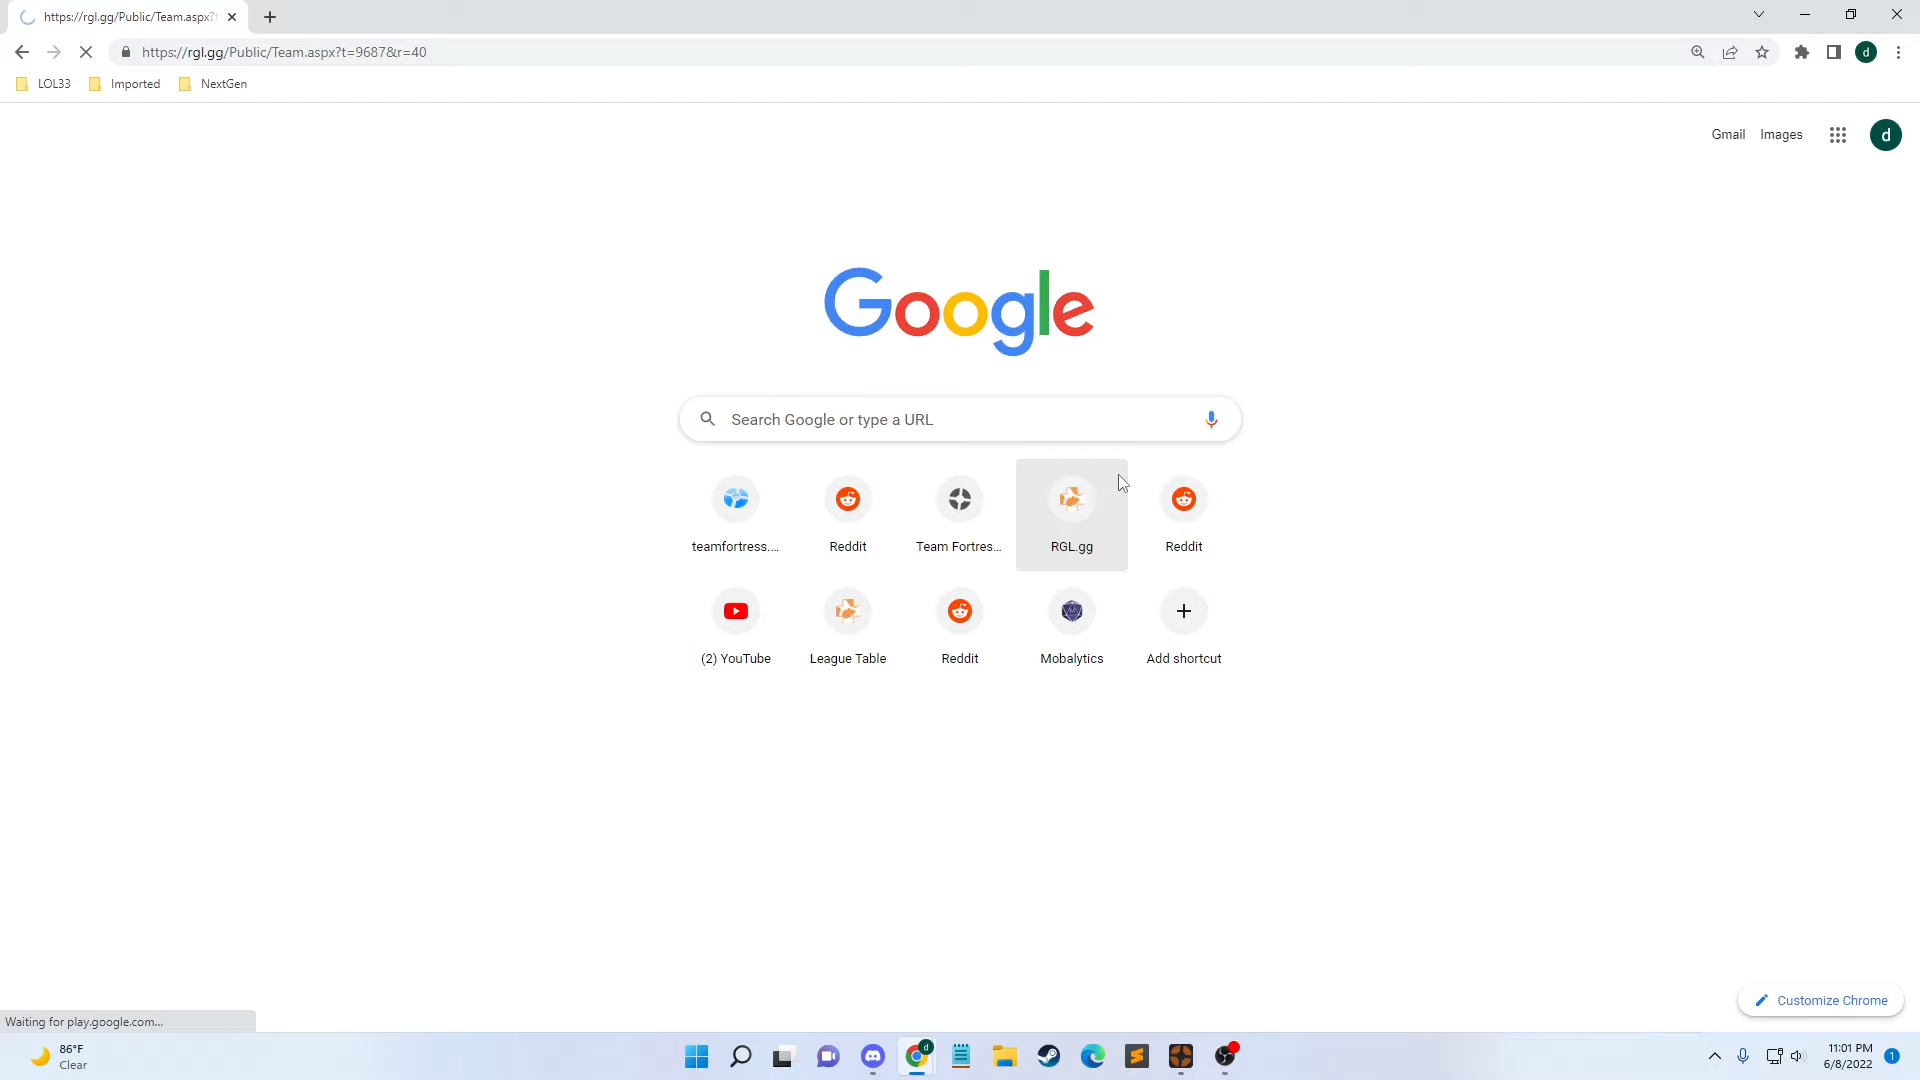 https://rgl.gg/Public/Team.aspx?t
https://rgl.gg/Public/Team.aspx?t=9687&r=40
d
LOL33
Imported
NextGen
Gmail
Images
d
Google
Search Google or type a URL
teamfortress....
Reddit
Team Fortres...
RGL.gg
Reddit
(2) YouTube
League Table
Reddit
Mobalytics
Add shortcut
Customize Chrome
Waiting for play.google.com...
86°F
Clear
d
11:01 PM
6/8/2022
1